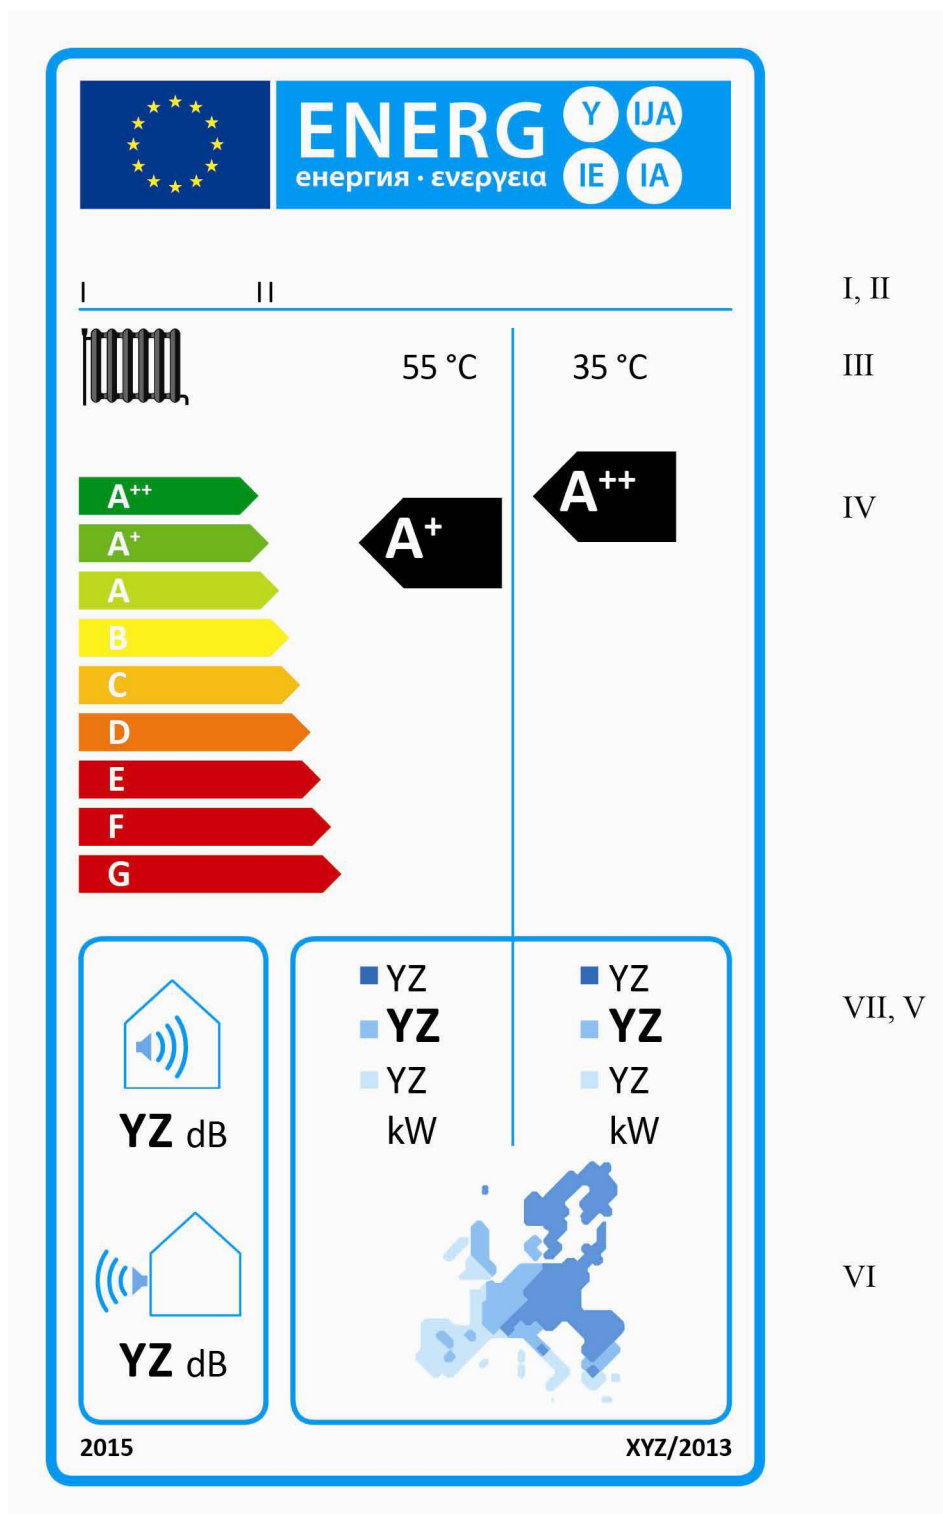 ENERG Y IJA
енергия · ενεργεια IE IA
I II I, II
55 °C 35 °C III
A++
A++ IV
A+
A+
A
B
C
D
E
F
G
YZ YZ
YZ YZ VII, V
YZ YZ
kW kW
YZ dB
VI
YZ dB
2015 XYZ/2013